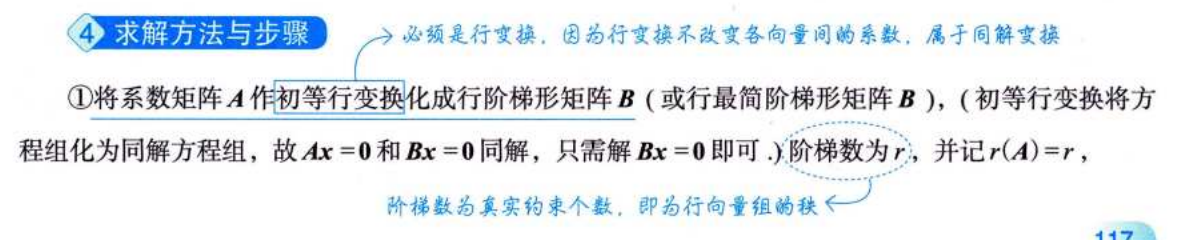 4 求解方法与步骤
必须是行变换，因为行变换不改变各向量间的系数，属于同解变换
①将系数矩阵A作初等行变换化成行阶梯形矩阵B（或行最简阶梯形矩阵B），（初等行变换将方
程组化为同解方程组，故Ax=0和Bx=0同解，只需解Bx=0即可.）阶梯数为r，并记r(A)=r，
阶梯数为真实约束个数，即为行向量组的秩
117